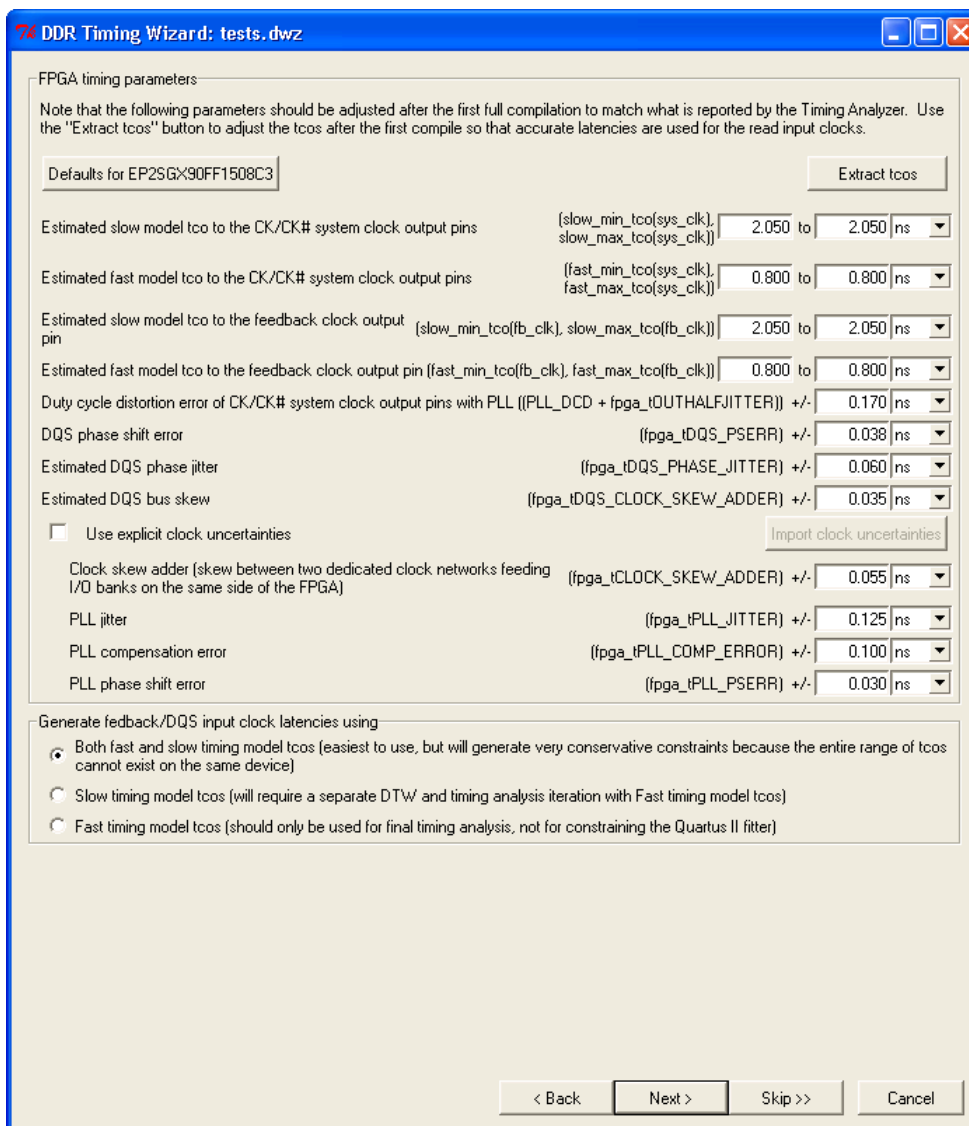 DDR Timing Wizard: tests.dwz
FPGA timing parameters
Note that the following parameters should be adjusted after the first full compilation to match what is reported by the Timing Analyzer. Use
the "Extract tcos" button to adjust the tcos after the first compile so that accurate latencies are used for the read input clocks.
Defaults for EP2SGX90FF1508C3
Extract tcos
Estimated slow model tco to the CK/CK# system clock output pins
(slow_min_tco(sys_clk),
slow_max_tco(sys_clk))
2.050 to 2.050 ns
Estimated fast model tco to the CK/CK# system clock output pins
(fast_min_tco(sys_clk),
fast_max_tco(sys_clk))
0.800 to 0.800 ns
Estimated slow model tco to the feedback clock output
pin
(slow_min_tco(fb_clk), slow_max_tco(fb_clk)) 2.050 to 2.050 ns
Estimated fast model tco to the feedback clock output pin (fast_min_tco(fb_clk), fast_max_tco(fb_clk)) 0.800 to 0.800 ns
Duty cycle distortion error of CK/CK# system clock output pins with PLL ((PLL_DCD + fpga_tOUTHALFJITTER)) +/- 0.170 ns
DQS phase shift error (fpga_tDQS_PSERR) +/- 0.038 ns
Estimated DQS phase jitter (fpga_tDQS_PHASE_JITTER) +/- 0.060 ns
Estimated DQS bus skew (fpga_tDQS_CLOCK_SKEW_ADDER) +/- 0.035 ns
Use explicit clock uncertainties Import clock uncertainties
Clock skew adder (skew between two dedicated clock networks feeding
I/O banks on the same side of the FPGA)
(fpga_tCLOCK_SKEW_ADDER) +/- 0.055 ns
PLL jitter (fpga_tPLL_JITTER) +/- 0.125 ns
PLL compensation error (fpga_tPLL_COMP_ERROR) +/- 0.100 ns
PLL phase shift error (fpga_tPLL_PSERR) +/- 0.030 ns
Generate fedback/DQS input clock latencies using
Both fast and slow timing model tcos (easiest to use, but will generate very conservative constraints because the entire range of tcos
cannot exist on the same device)
Slow timing model tcos (will require a separate DTW and timing analysis iteration with Fast timing model tcos)
Fast timing model tcos (should only be used for final timing analysis, not for constraining the Quartus II fitter)
< Back Next > Skip >> Cancel